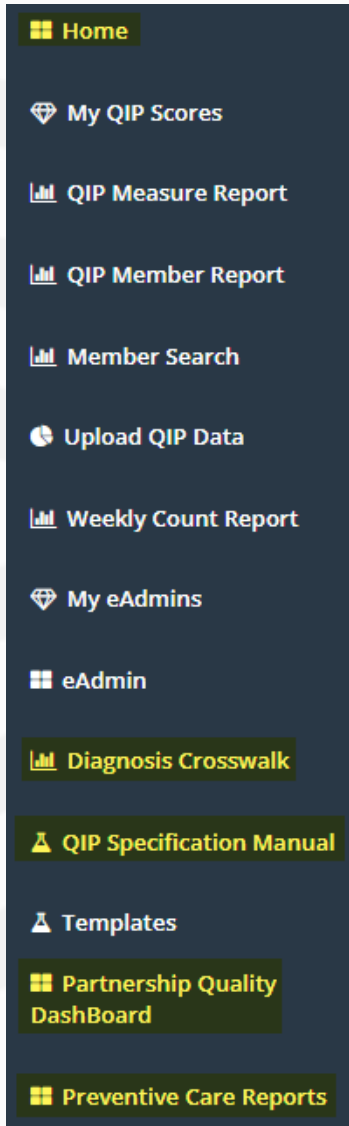 Home
My QIP Scores
QIP Measure Report
QIP Member Report
Member Search
Upload QIP Data
Weekly Count Report
My eAdmins
eAdmin
Diagnosis Crosswalk
QIP Specification Manual
Templates
Partnership Quality
DashBoard
Preventive Care Reports